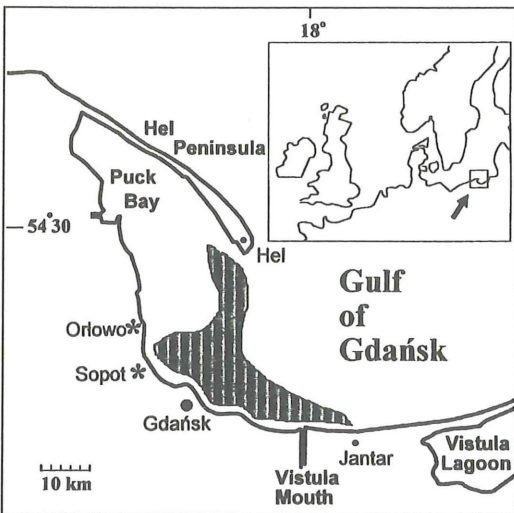 18°
Hel
Peninsula
Puck
Bay
54°30
Hel
Gulf
of
Gdańsk
Orłowo*
Sopot *
Gdańsk
Jantar
Vistula
Lagoon
Vistula
Mouth
10 km